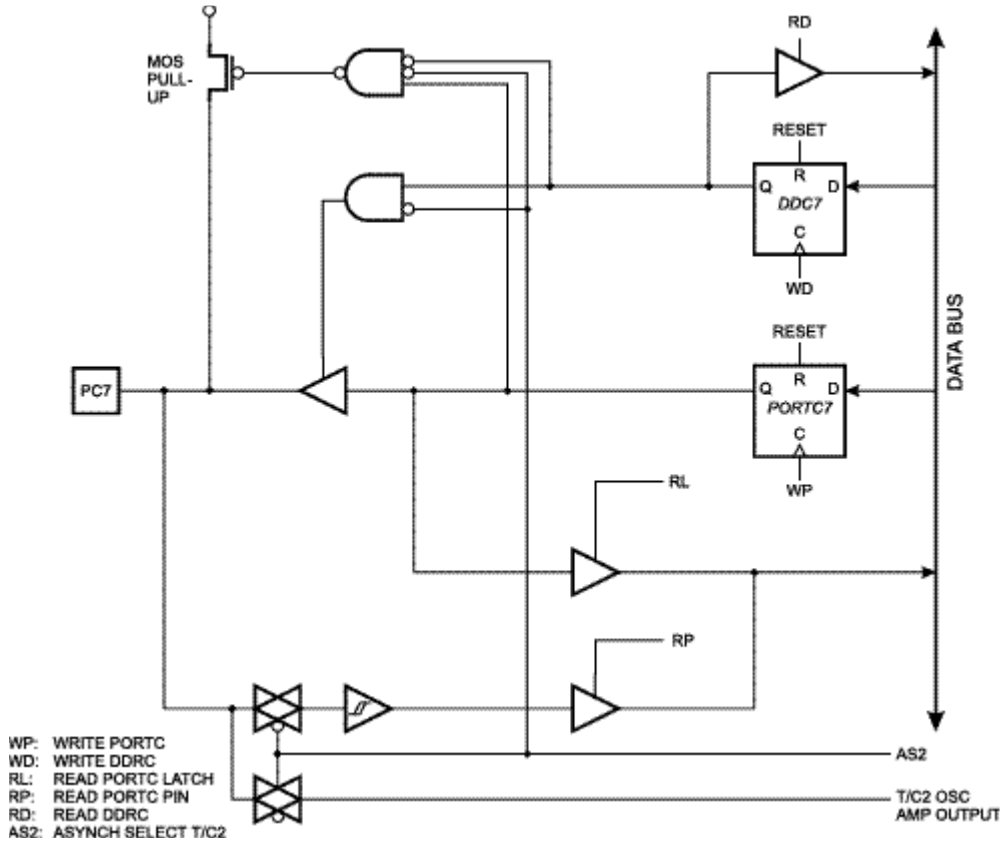 RD
MOS
PULL-
UP
RESET
R
Q
D
DDC7
C
WD
DATA BUS
RESET
PC7
R
Q
D
PORTC7
C
WP
RL
RP
WP: WRITE PORTC
WD: WRITE DDRC
RL: READ PORTC LATCH
RP: READ PORTC PIN
RD: READ DDRC
AS2: ASYNCH SELECT T/C2
AS2
T/C2 OSC
AMP OUTPUT